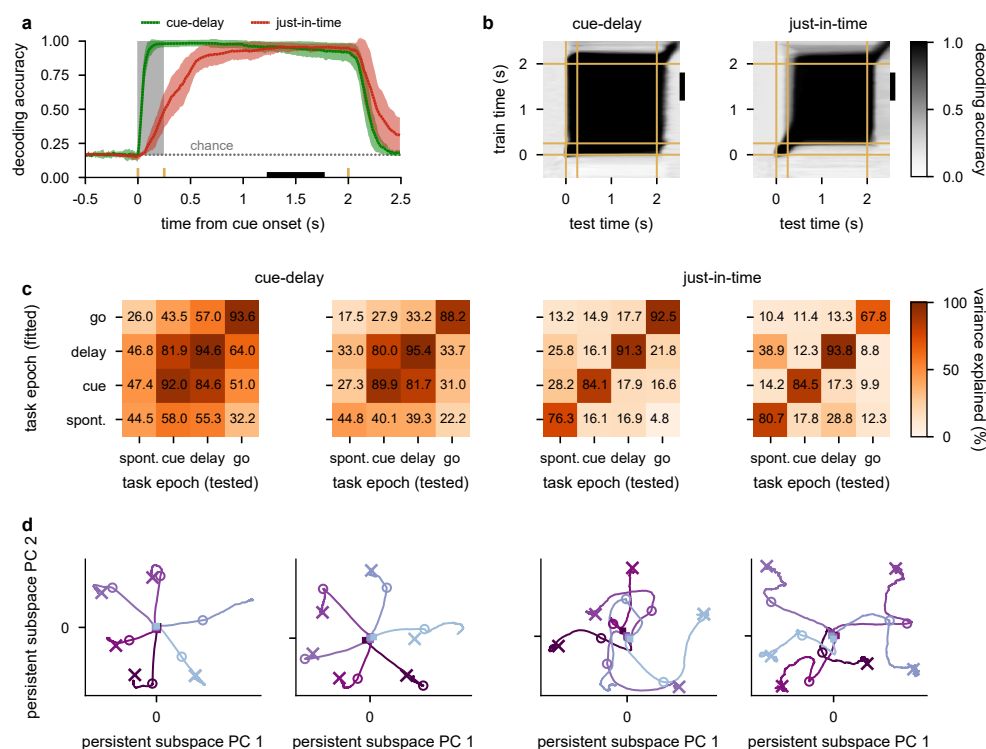 a
cue-delay
just-in-time
decoding accuracy
1.00
0.75
0.50
0.25
0.00
chance
-0.5
0
0.5
1
1.5
2
2.5
time from cue onset (s)
b
cue-delay
just-in-time
train time (s)
2
1
0
0
1
2
test time (s)
2
1
0
0
1
2
test time (s)
1.0
0.5
0.0
decoding accuracy
c
cue-delay
just-in-time
task epoch (fitted)
go
26.0 43.5 57.0 93.6
delay
46.8 81.9 94.6 64.0
cue
47.4 92.0 84.6 51.0
spont.
44.5 58.0 55.3 32.2
spont. cue delay go
task epoch (tested)
17.5 27.9 33.2 88.2
33.0 80.0 95.4 33.7
27.3 89.9 81.7 31.0
44.8 40.1 39.3 22.2
spont. cue delay go
task epoch (tested)
13.2 14.9 17.7 92.5
25.8 16.1 91.3 21.8
28.2 84.1 17.9 16.6
76.3 16.1 16.9 4.8
spont. cue delay go
task epoch (tested)
10.4 11.4 13.3 67.8
38.9 12.3 93.8 8.8
14.2 84.5 17.3 9.9
80.7 17.8 28.8 12.3
spont. cue delay go
task epoch (tested)
100
50
0
variance explained (%)
d
persistent subspace PC 2
0
0
persistent subspace PC 1
0
persistent subspace PC 1
0
persistent subspace PC 1
0
persistent subspace PC 1